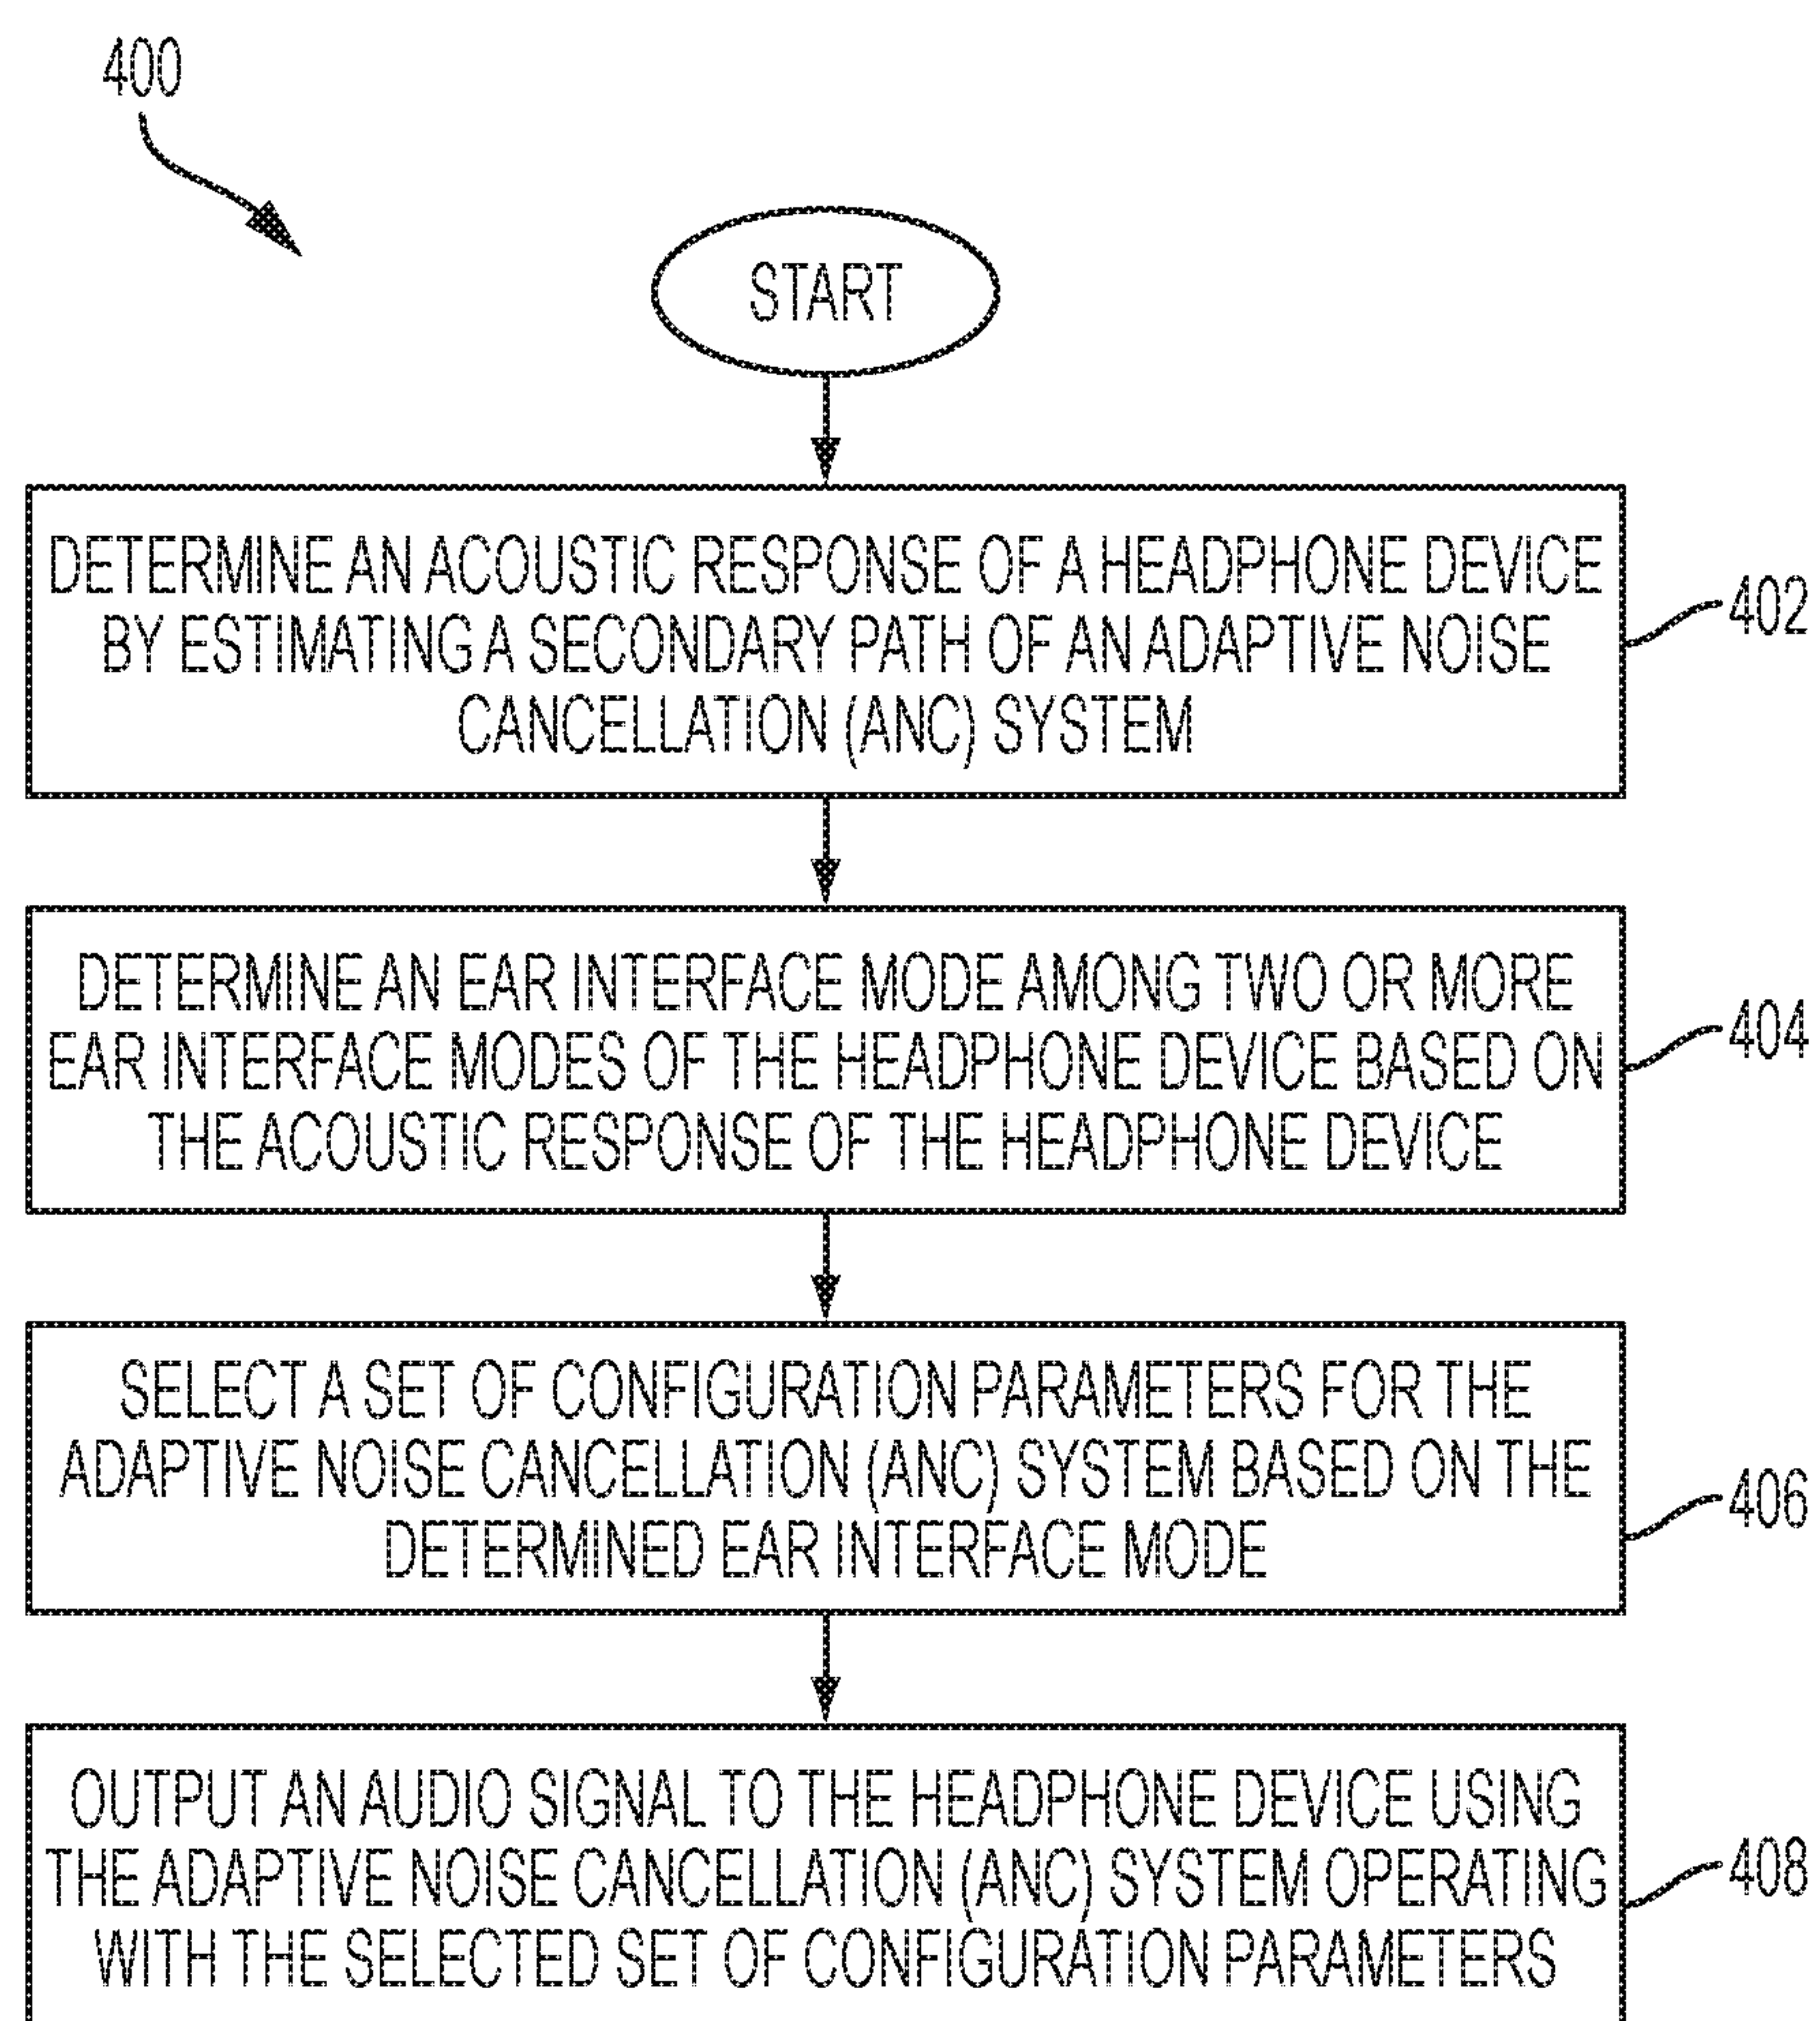 400
START
DETERMINE AN ACOUSTIC RESPONSE OF A HEADPHONE DEVICE
BY ESTIMATING A SECONDARY PATH OF AN ADAPTIVE NOISE
CANCELLATION (ANC) SYSTEM
402
DETERMINE AN EAR INTERFACE MODE AMONG TWO OR MORE
EAR INTERFACE MODES OF THE HEADPHONE DEVICE BASED ON
THE ACOUSTIC RESPONSE OF THE HEADPHONE DEVICE
404
SELECT A SET OF CONFIGURATION PARAMETERS FOR THE
ADAPTIVE NOISE CANCELLATION (ANC) SYSTEM BASED ON THE
DETERMINED EAR INTERFACE MODE
406
OUTPUT AN AUDIO SIGNAL TO THE HEADPHONE DEVICE USING
THE ADAPTIVE NOISE CANCELLATION (ANC) SYSTEM OPERATING
WITH THE SELECTED SET OF CONFIGURATION PARAMETERS
408